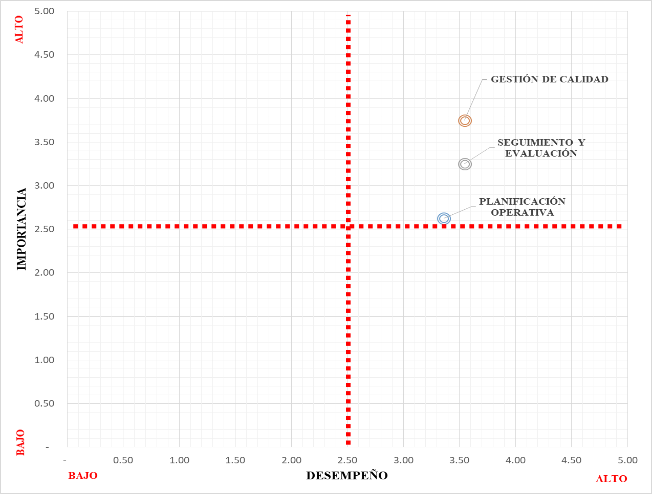 5.00
ALTO
4.50
GESTIÓN DE CALIDAD
4.00
3.50
SEGUIMIENTO Y
EVALUACIÓN
3.00
PLANIFICACIÓN
OPERATIVA
IMPORTANCIA
2.50
2.00
1.50
1.00
0.50
BAJO
-
- 0.50 1.00 1.50 2.00 2.50 3.00 3.50 4.00 4.50 5.00
BAJO DESEMPEÑO ALTO